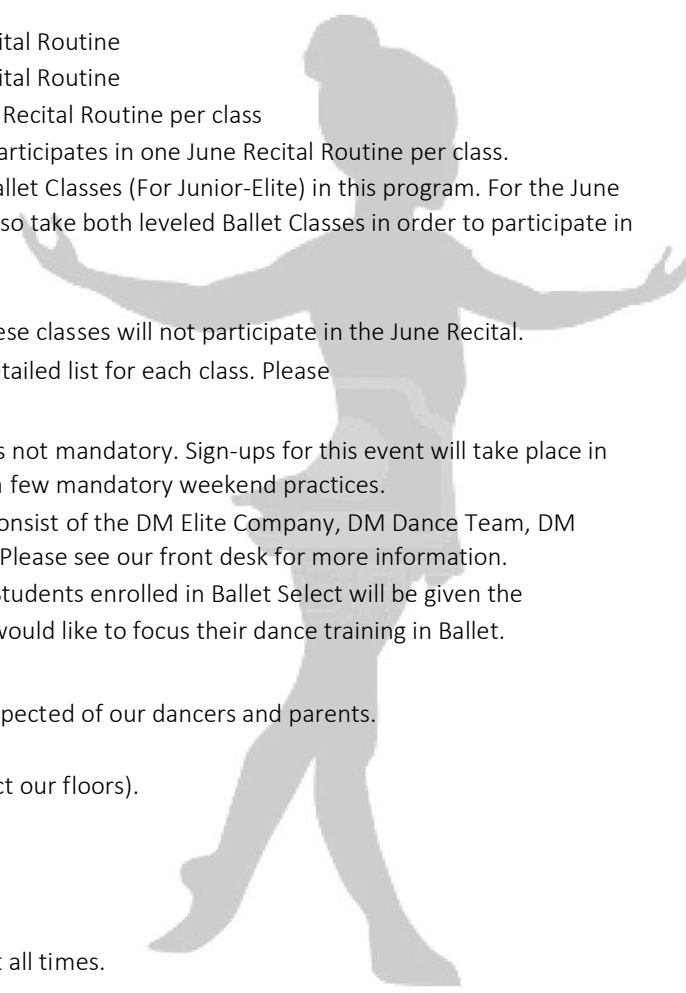 ital Routine
ital Routine
Recital Routine per class
articipates in one June Recital Routine per class.
allet Classes (For Junior-Elite) in this program. For the June
so take both leveled Ballet Classes in order to participate in
ese classes will not participate in the June Recital.
etailed list for each class. Please
s not mandatory. Sign-ups for this event will take place in
a few mandatory weekend practices.
onsist of the DM Elite Company, DM Dance Team, DM
Please see our front desk for more information.
Students enrolled in Ballet Select will be given the
would like to focus their dance training in Ballet.
pected of our dancers and parents.
ct our floors).
t all times.